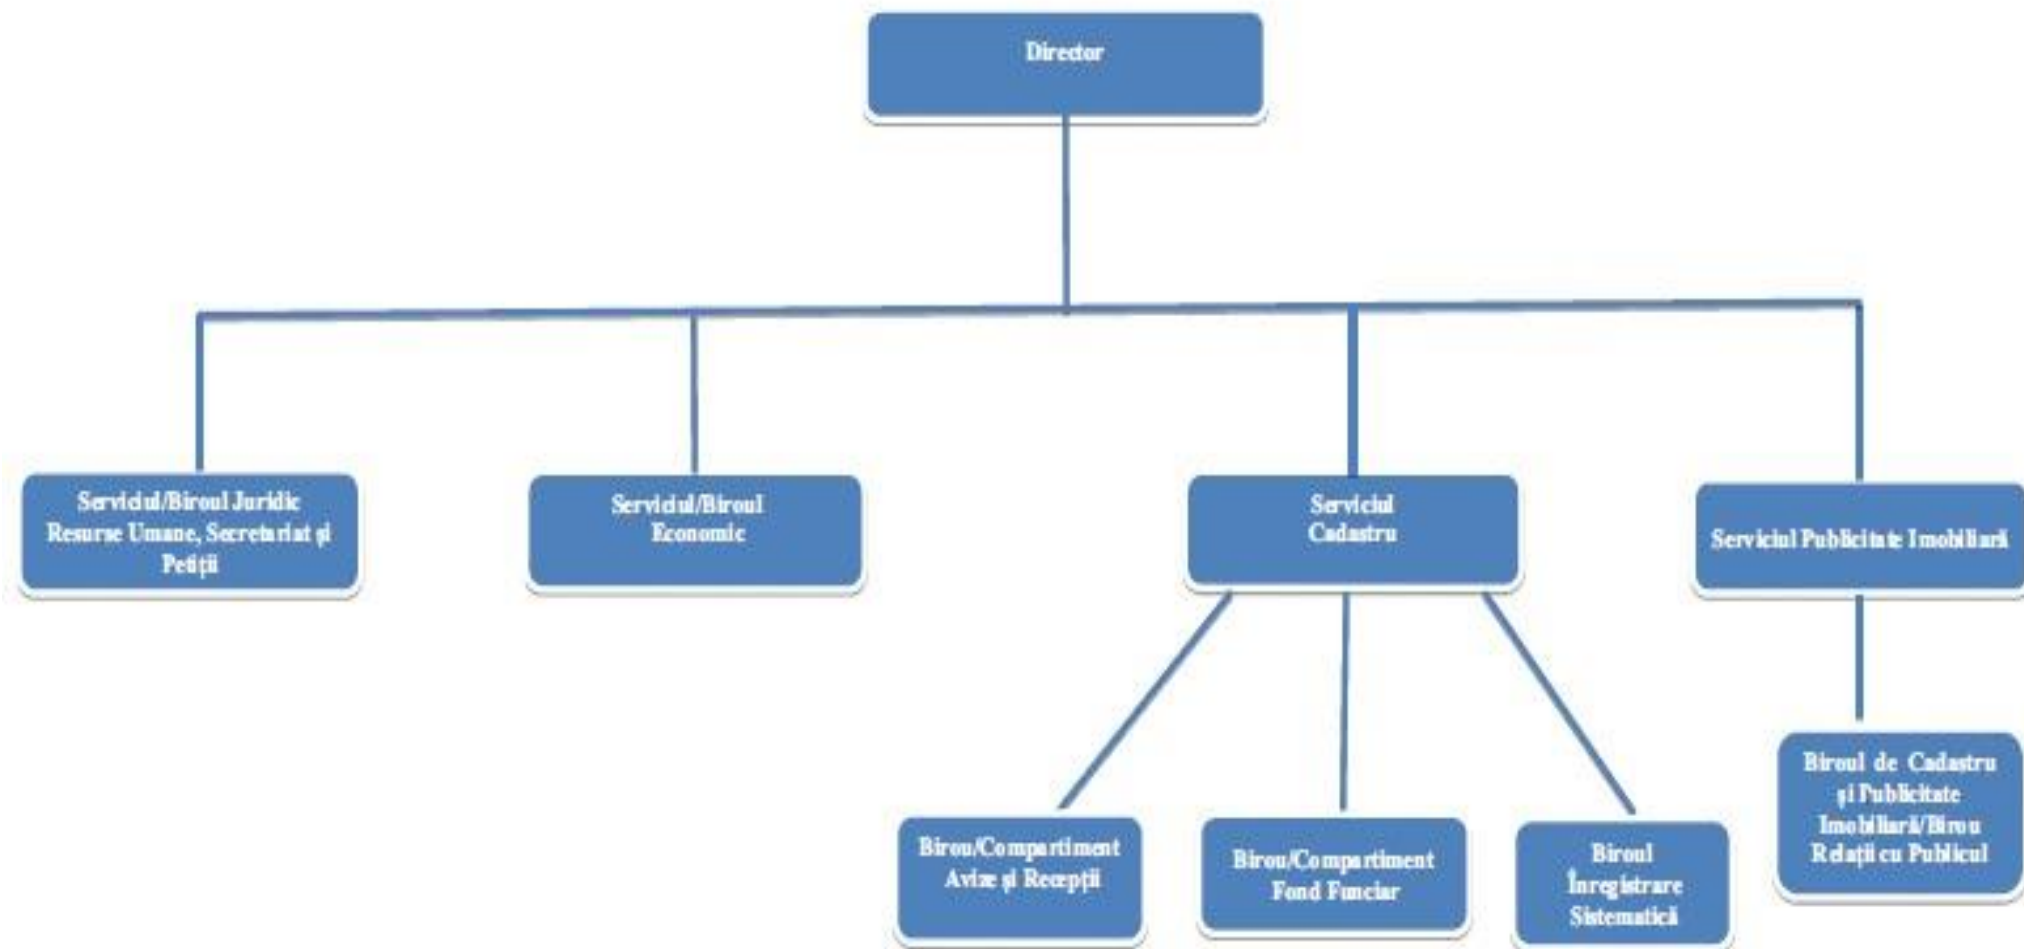 Director
Serviciul/Biroul Juridic
Resurse Umane, Secretariat și
Petiții
Serviciul/Biroul
Economic
Serviciul
Cadastru
Serviciul Publicitate Imobiliară
Birou/Compartiment
Avize și Recepții
Birou/Compartiment
Fond Funciar
Biroul
Înregistrare
Sistematică
Biroul de Cadastru
și Publicitate
Imobiliară/Birou
Relații cu Publicul